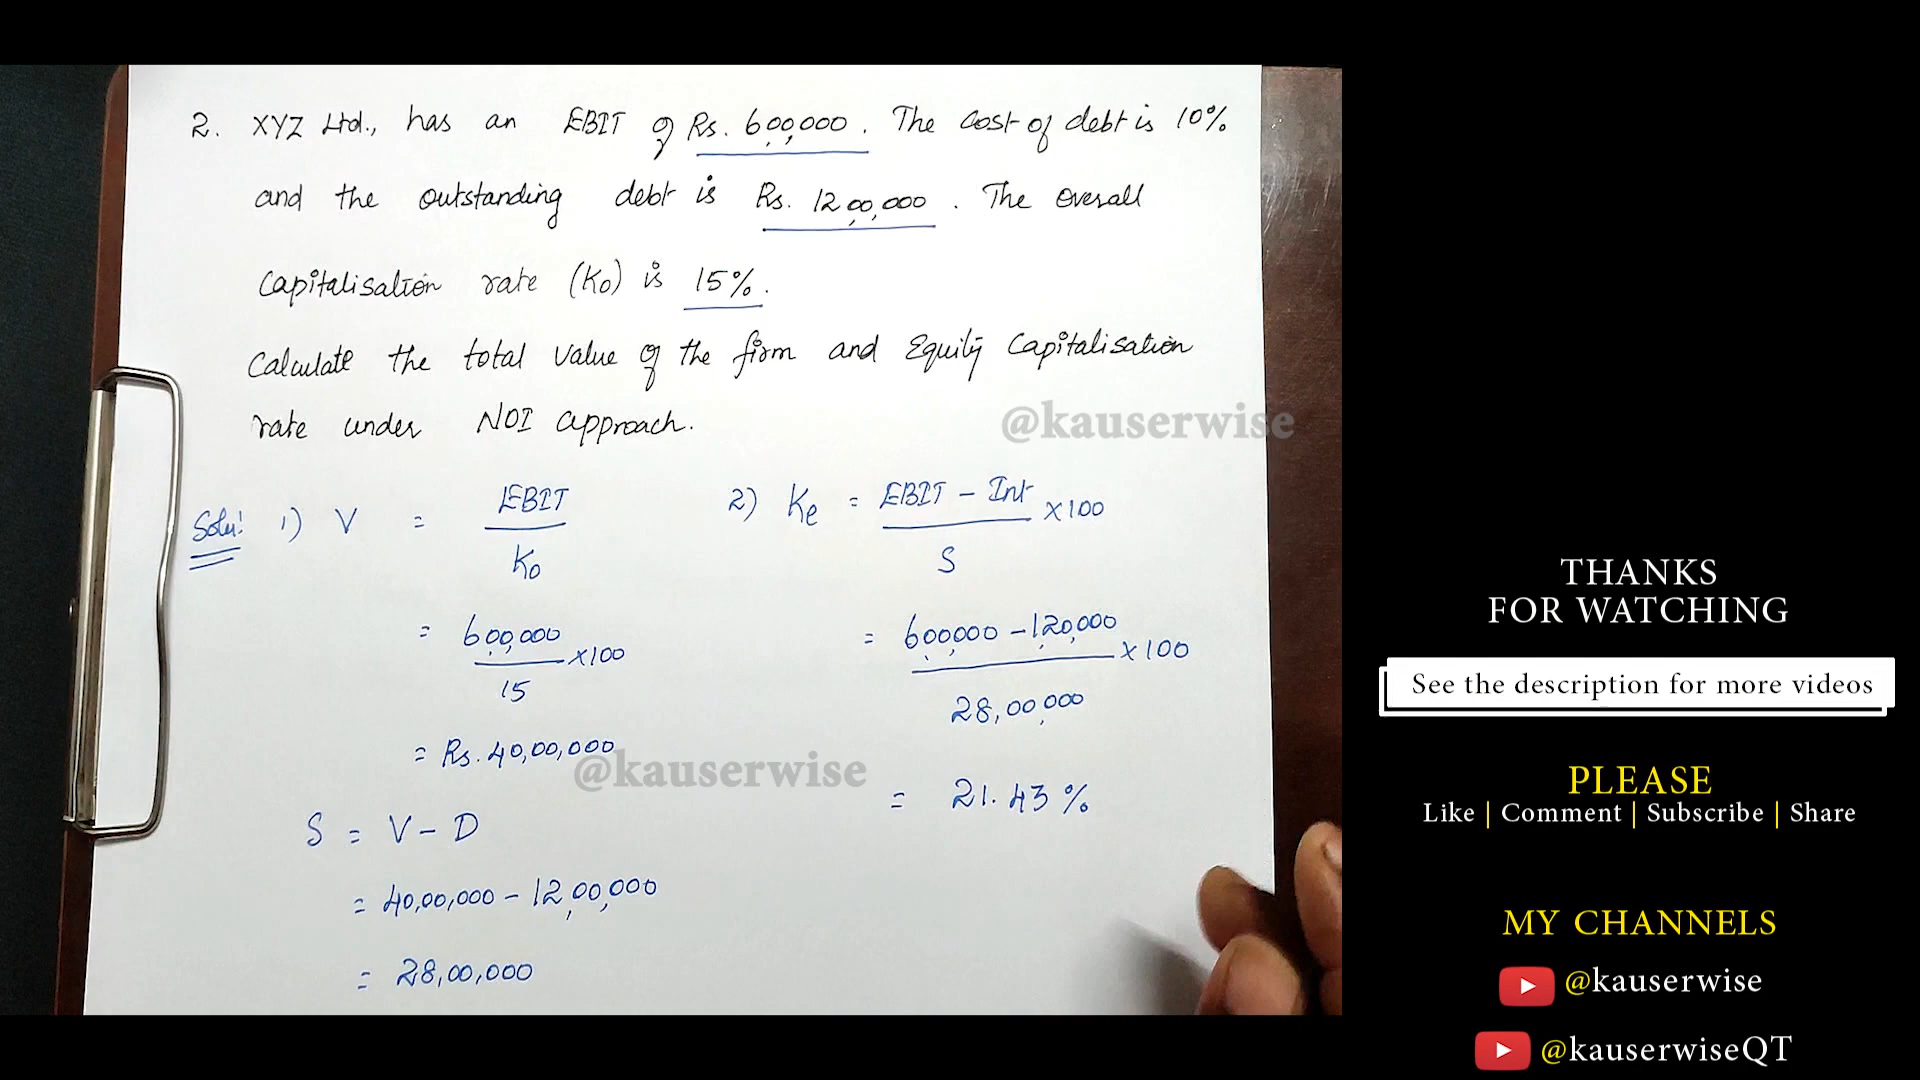 2. XYZ Ltd., has an EBIT of Rs. 6,00,000. The Cost of debt is 10%
and the outstanding debt is Rs. 12,00,000. The overall
Capitalisation rate (Ko) is 15%.
Calculate the total value of the firm and Equity Capitalisation
rate under NOI approach.
@kauserwise
Solu: 1) V = EBIT / Ko
= 6,00,000 / 15 ×100
= Rs. 40,00,000
@kauserwise
S = V - D
= 40,00,000 - 12,00,000
= 28,00,000
2) Ke = EBIT - Int / S ×100
= 6,00,000 - 1,20,000 / 28,00,000 ×100
= 21.43%
THANKS
FOR WATCHING
See the description for more videos
PLEASE
Like | Comment | Subscribe | Share
MY CHANNELS
@kauserwise
@kauserwiseQT